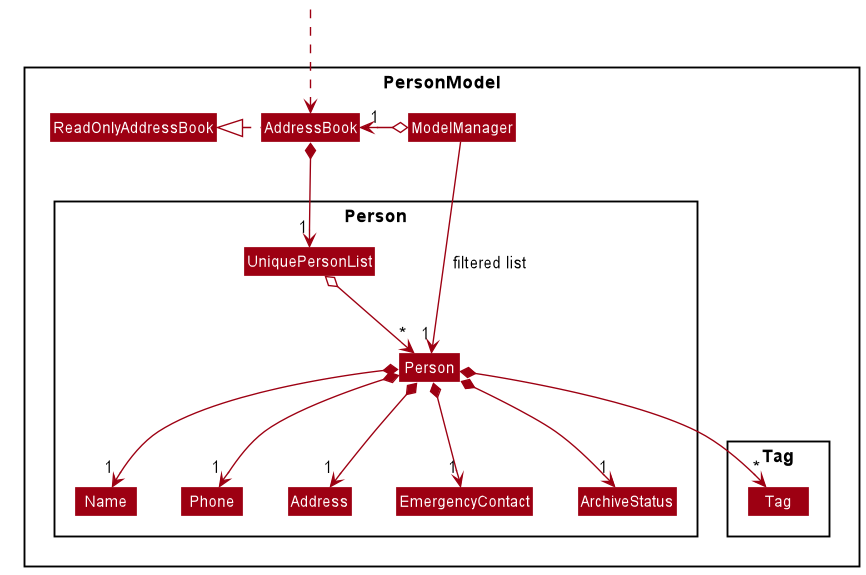 PersonModel
ReadOnlyAddressBook
AddressBook
1
ModelManager
Person
1
UniquePersonList
filtered list
*
1
Person
Tag
1
1
1
1
1
*
Name
Phone
Address
EmergencyContact
ArchiveStatus
Tag